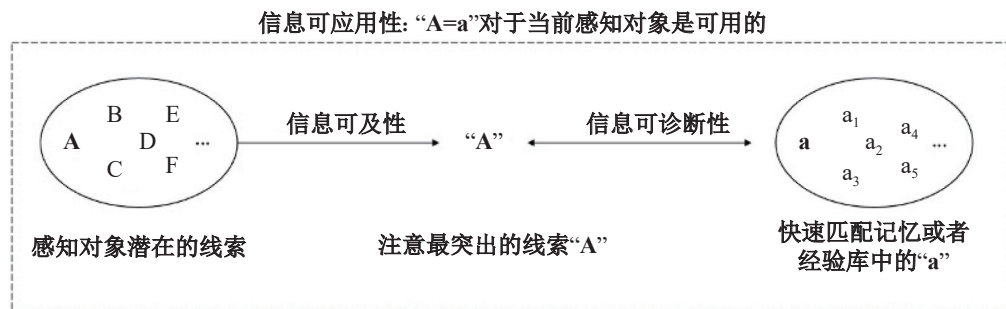 信息可应用性: “A=a”对于当前感知对象是可用的
B E
A D ...
C F
信息可及性
“A”
信息可诊断性
a1 a4
a a2 ...
a3 a5
感知对象潜在的线索
注意最突出的线索“A”
快速匹配记忆或者
经验库中的“a”